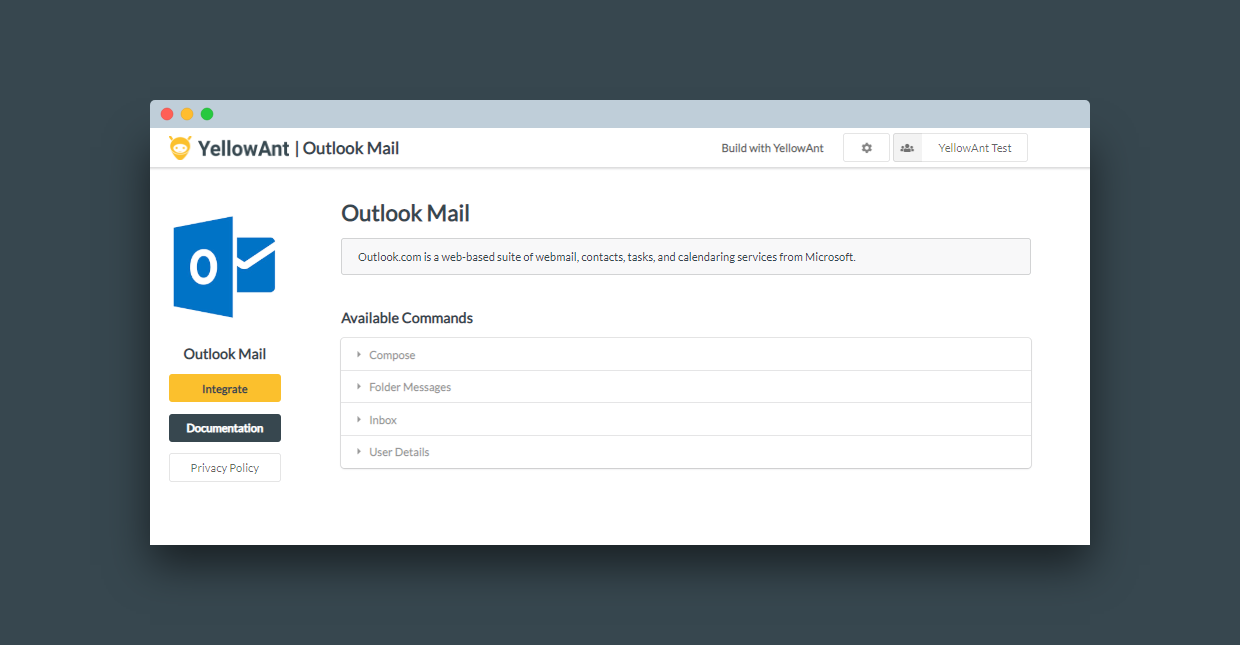 YellowAnt | Outlook Mail
Build with YellowAnt
YellowAnt Test
O
Outlook Mail
Integrate
Documentation
Privacy Policy
Outlook Mail
Outlook.com is a web-based suite of webmail, contacts, tasks, and calendaring services from Microsoft.
Available Commands
Compose
Folder Messages
Inbox
User Details